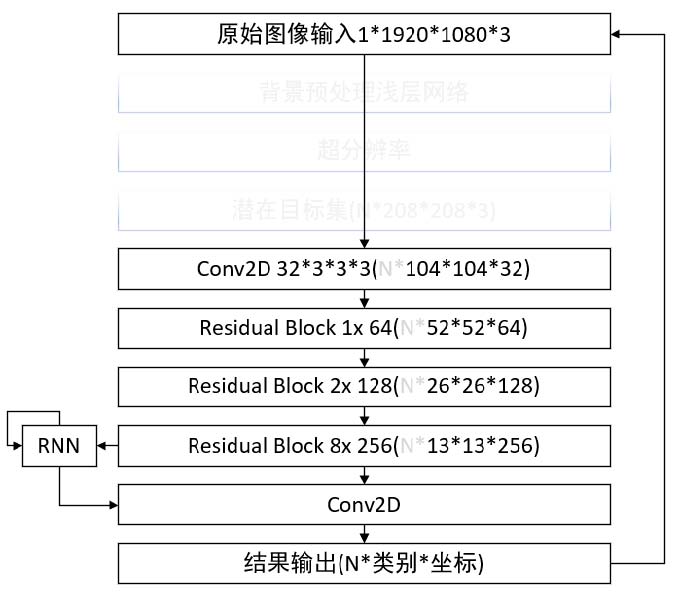 原始图像输入1*1920*1080*3
背景预处理浅层网络
超分辨率
潜在目标集(N*208*208*3)
Conv2D 32*3*3*3(N*104*104*32)
Residual Block 1x 64(N*52*52*64)
Residual Block 2x 128(N*26*26*128)
RNN
Residual Block 8x 256(N*13*13*256)
Conv2D
结果输出(N*类别*坐标)